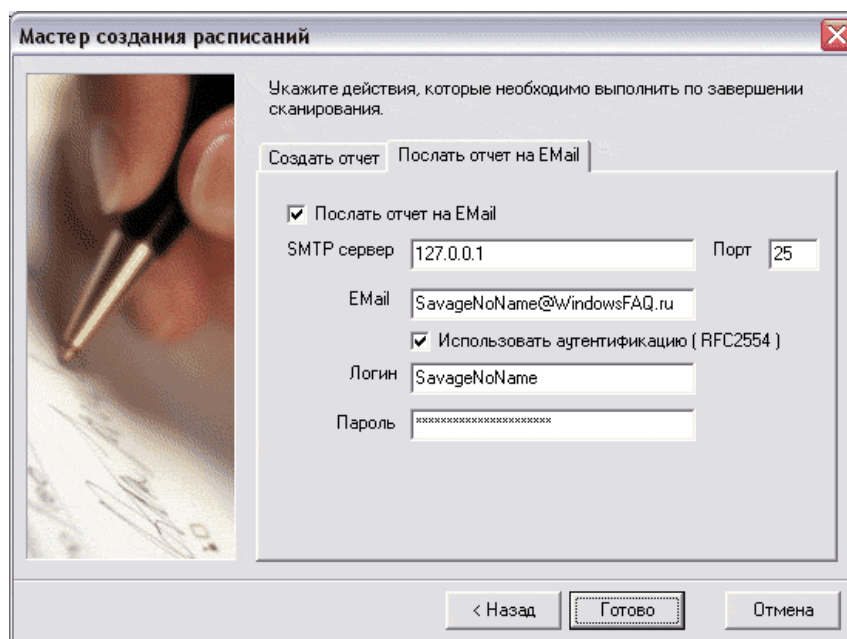 Мастер создания расписаний
Укажите действия, которые необходимо выполнить по завершении
сканирования.
Создать отчет
Послать отчет на EMail
Послать отчет на EMail
SMTP сервер
127.0.0.1
Порт
25
EMail
SavageNoName@WindowsFAQ.ru
Использовать аутентификацию ( RFC2554 )
Логин
SavageNoName
Пароль
**********************
< Назад
Готово
Отмена